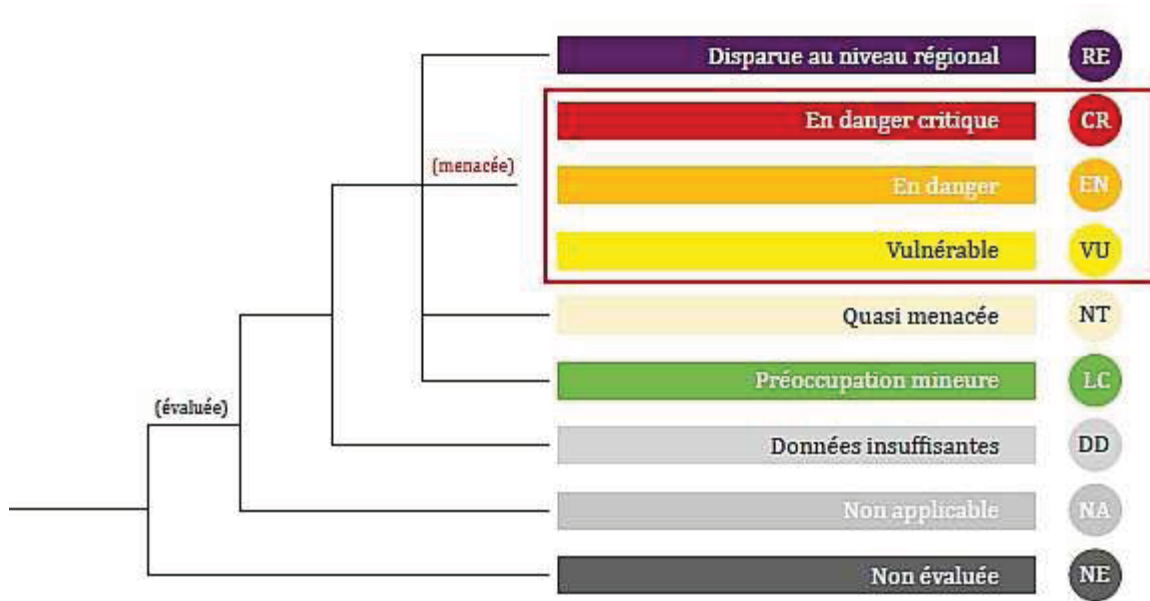 Disparue au niveau régional RE
En danger critique CR
(menacée)
En danger EN
Vulnérable VU
Quasi menacée NT
Préoccupation mineure LC
(évaluée)
Données insuffisantes DD
Non applicable NA
Non évaluée NE